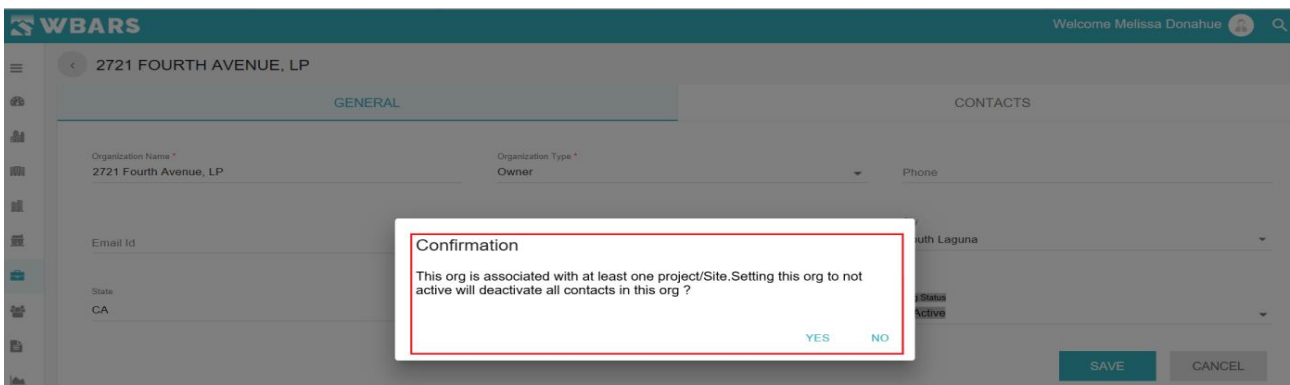 WBARS
Welcome Melissa Donahue
2721 FOURTH AVENUE, LP
GENERAL
CONTACTS
Organization Name *
Organization Type *
2721 Fourth Avenue, LP
Owner
Phone
Email Id
outh Laguna
Confirmation
This org is associated with at least one project/Site.Setting this org to not
active will deactivate all contacts in this org ?
State
CA
Status
Active
YES
NO
SAVE
CANCEL